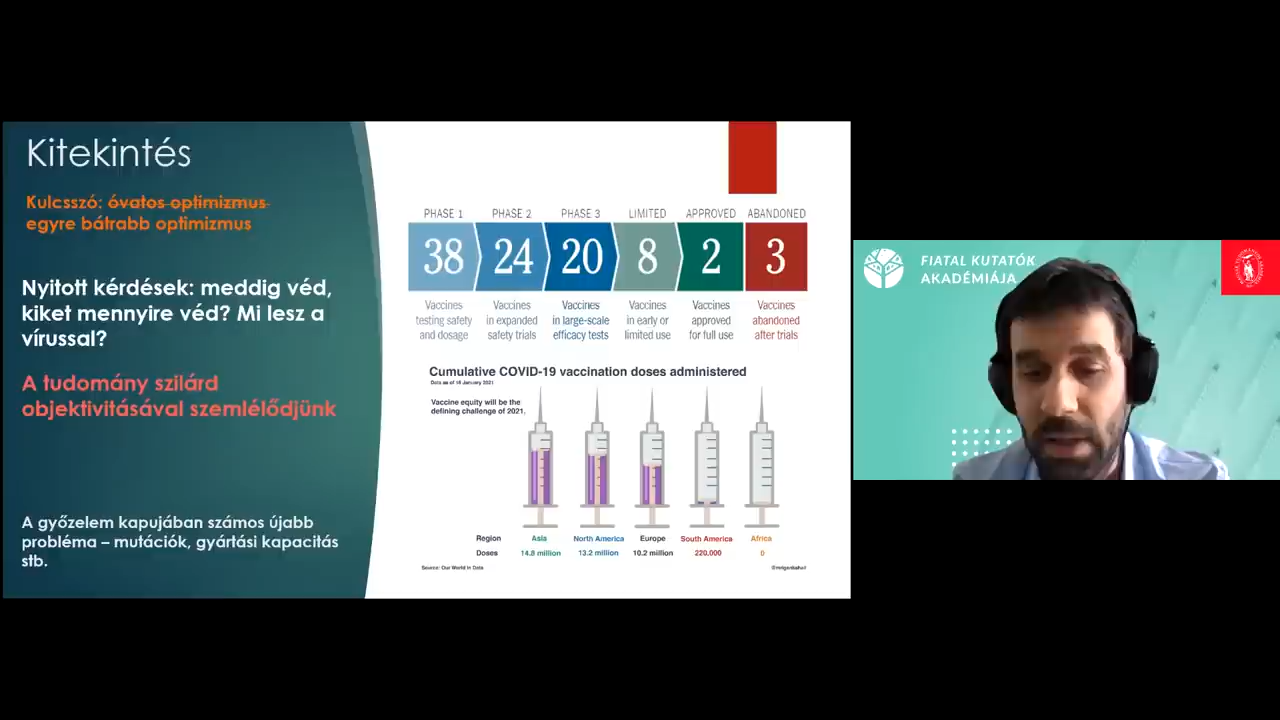 Kitekintés
Kulcsszó: óvatos optimizmus
egyre bátrabb optimizmus
Nyitott kérdések: meddig véd,
kiket mennyire véd? Mi lesz a
vírussal?
A tudomány szilárd
objektivitásával szemlélődjünk
A győzelem kapujában számos újabb
probléma – mutációk, gyártási kapacitás
stb.
PHASE 1 PHASE 2 PHASE 3 LIMITED APPROVED ABANDONED
38 24 20 8 2 3
Vaccines Vaccines Vaccines Vaccines Vaccines Vaccines
testing safety in expanded in large-scale in early or approved abandoned
and dosage safety trials efficacy tests limited use for full use after trials
Cumulative COVID-19 vaccination doses administered
Data as of 18 January 2021
Vaccine equity will be the
defining challenge of 2021.
Region Asia North America Europe South America Africa
Doses 14.8 million 13.2 million 10.2 million 220,000 0
Source: Our World in Data
FIATAL KUTATÓK
AKADÉMIÁJA